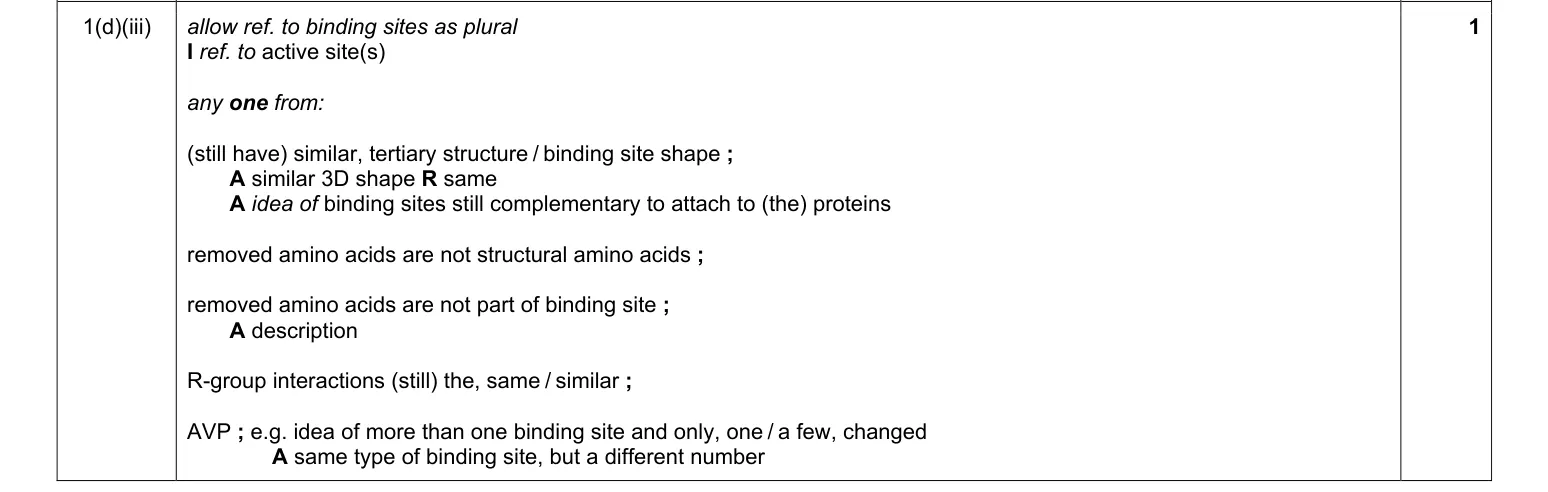 1(d)(iii) allow ref. to binding sites as plural 1
I ref. to active site(s)
any one from:
(still have) similar, tertiary structure / binding site shape ;
A similar 3D shape R same
A idea of binding sites still complementary to attach to (the) proteins
removed amino acids are not structural amino acids ;
removed amino acids are not part of binding site ;
A description
R-group interactions (still) the, same / similar ;
AVP ; e.g. idea of more than one binding site and only, one / a few, changed
A same type of binding site, but a different number